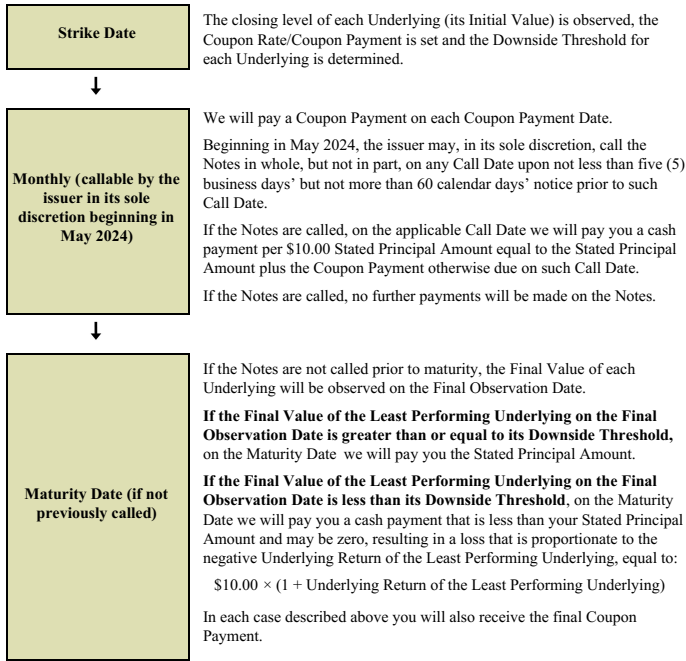 Strike Date
The closing level of each Underlying (its Initial Value) is observed, the
Coupon Rate/Coupon Payment is set and the Downside Threshold for
each Underlying is determined.
Monthly (callable by the
issuer in its sole
discretion beginning in
May 2024)
We will pay a Coupon Payment on each Coupon Payment Date.
Beginning in May 2024, the issuer may, in its sole discretion, call the
Notes in whole, but not in part, on any Call Date upon not less than five (5)
business days’ but not more than 60 calendar days’ notice prior to such
Call Date.
If the Notes are called, on the applicable Call Date we will pay you a cash
payment per $10.00 Stated Principal Amount equal to the Stated Principal
Amount plus the Coupon Payment otherwise due on such Call Date.
If the Notes are called, no further payments will be made on the Notes.
Maturity Date (if not
previously called)
If the Notes are not called prior to maturity, the Final Value of each
Underlying will be observed on the Final Observation Date.
If the Final Value of the Least Performing Underlying on the Final
Observation Date is greater than or equal to its Downside Threshold,
on the Maturity Date we will pay you the Stated Principal Amount.
If the Final Value of the Least Performing Underlying on the Final
Observation Date is less than its Downside Threshold, on the Maturity
Date we will pay you a cash payment that is less than your Stated Principal
Amount and may be zero, resulting in a loss that is proportionate to the
negative Underlying Return of the Least Performing Underlying, equal to:
$10.00 × (1 + Underlying Return of the Least Performing Underlying)
In each case described above you will also receive the final Coupon
Payment.